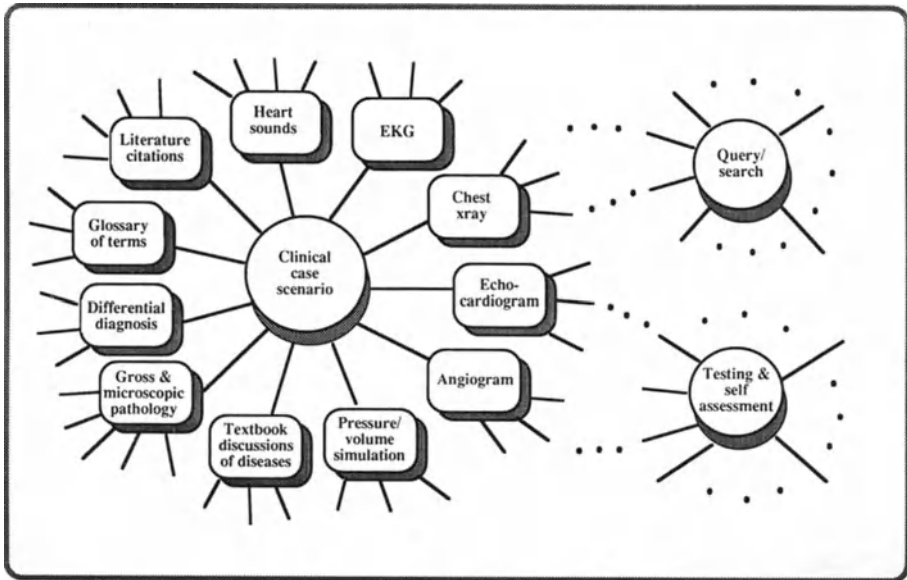 Heart
sounds
EKG
Literature
citations
Query/
search
Chest
xray
Glossary
of terms
Clinical
case
scenario
Echo-
cardiogram
Differential
diagnosis
Gross &
microscopic
pathology
Angiogram
Testing &
self
assessment
Textbook
discussions
of diseases
Pressure/
volume
simulation